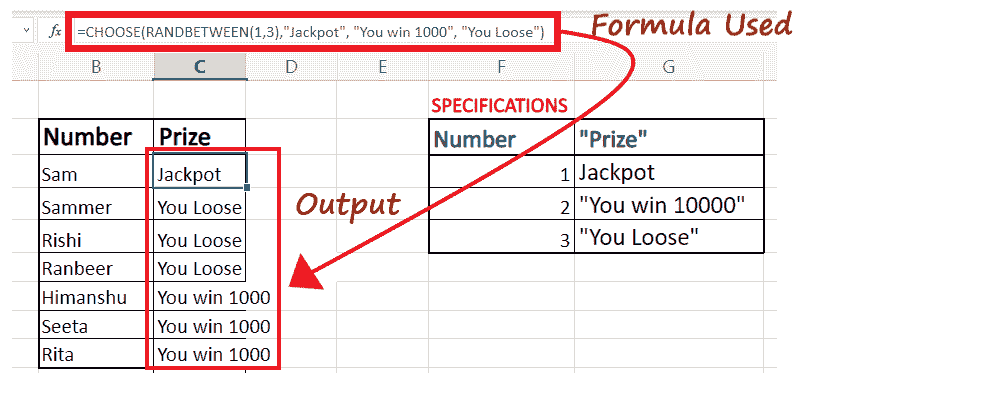 fx =CHOOSE(RANDBETWEEN(1,3),"Jackpot", "You win 1000", "You Loose") Formula Used
B C D E F G
SPECIFICATIONS
Number Prize Number "Prize"
Sam Jackpot 1 Jackpot
Sammer You Loose Output 2 "You win 10000"
Rishi You Loose 3 "You Loose"
Ranbeer You Loose
Himanshu You win 1000
Seeta You win 1000
Rita You win 1000